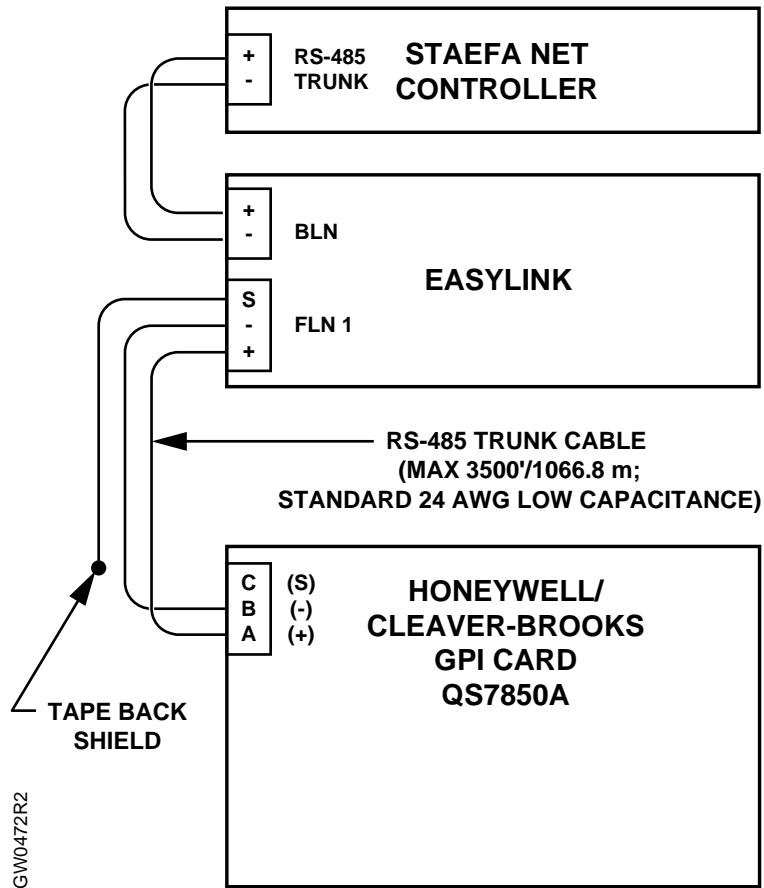 +
-
RS-485
TRUNK
STAEFA NET
CONTROLLER
+
-
BLN
EASYLINK
S
-
+
FLN 1
RS-485 TRUNK CABLE
(MAX 3500'/1066.8 m;
STANDARD 24 AWG LOW CAPACITANCE)
C (S)
B (-)
A (+)
HONEYWELL/
CLEAVER-BROOKS
GPI CARD
QS7850A
TAPE BACK
SHIELD
GW0472R2